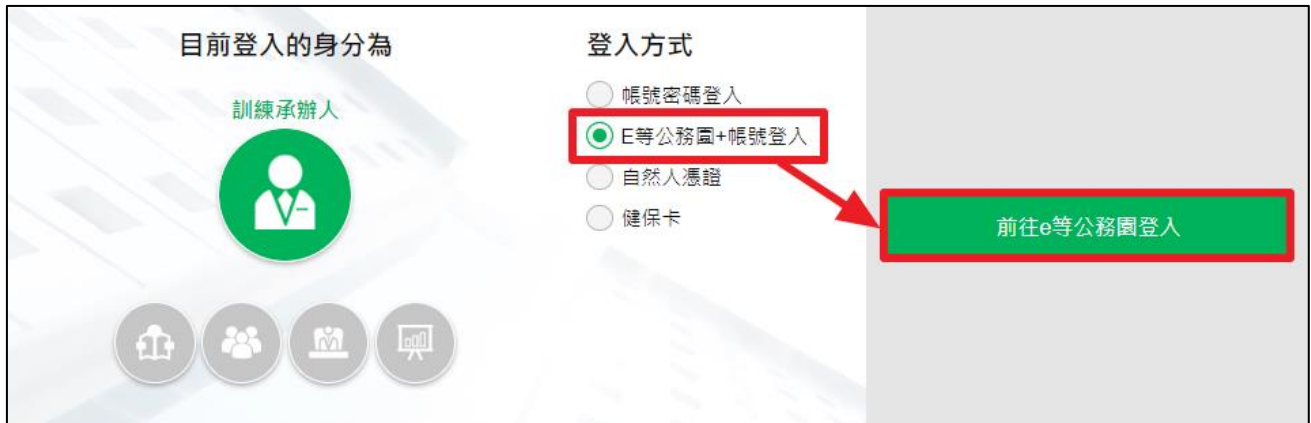 目前登入的身分為
訓練承辦人
登入方式
帳號密碼登入
E等公務園+帳號登入
自然人憑證
健保卡
前往e等公務園登入